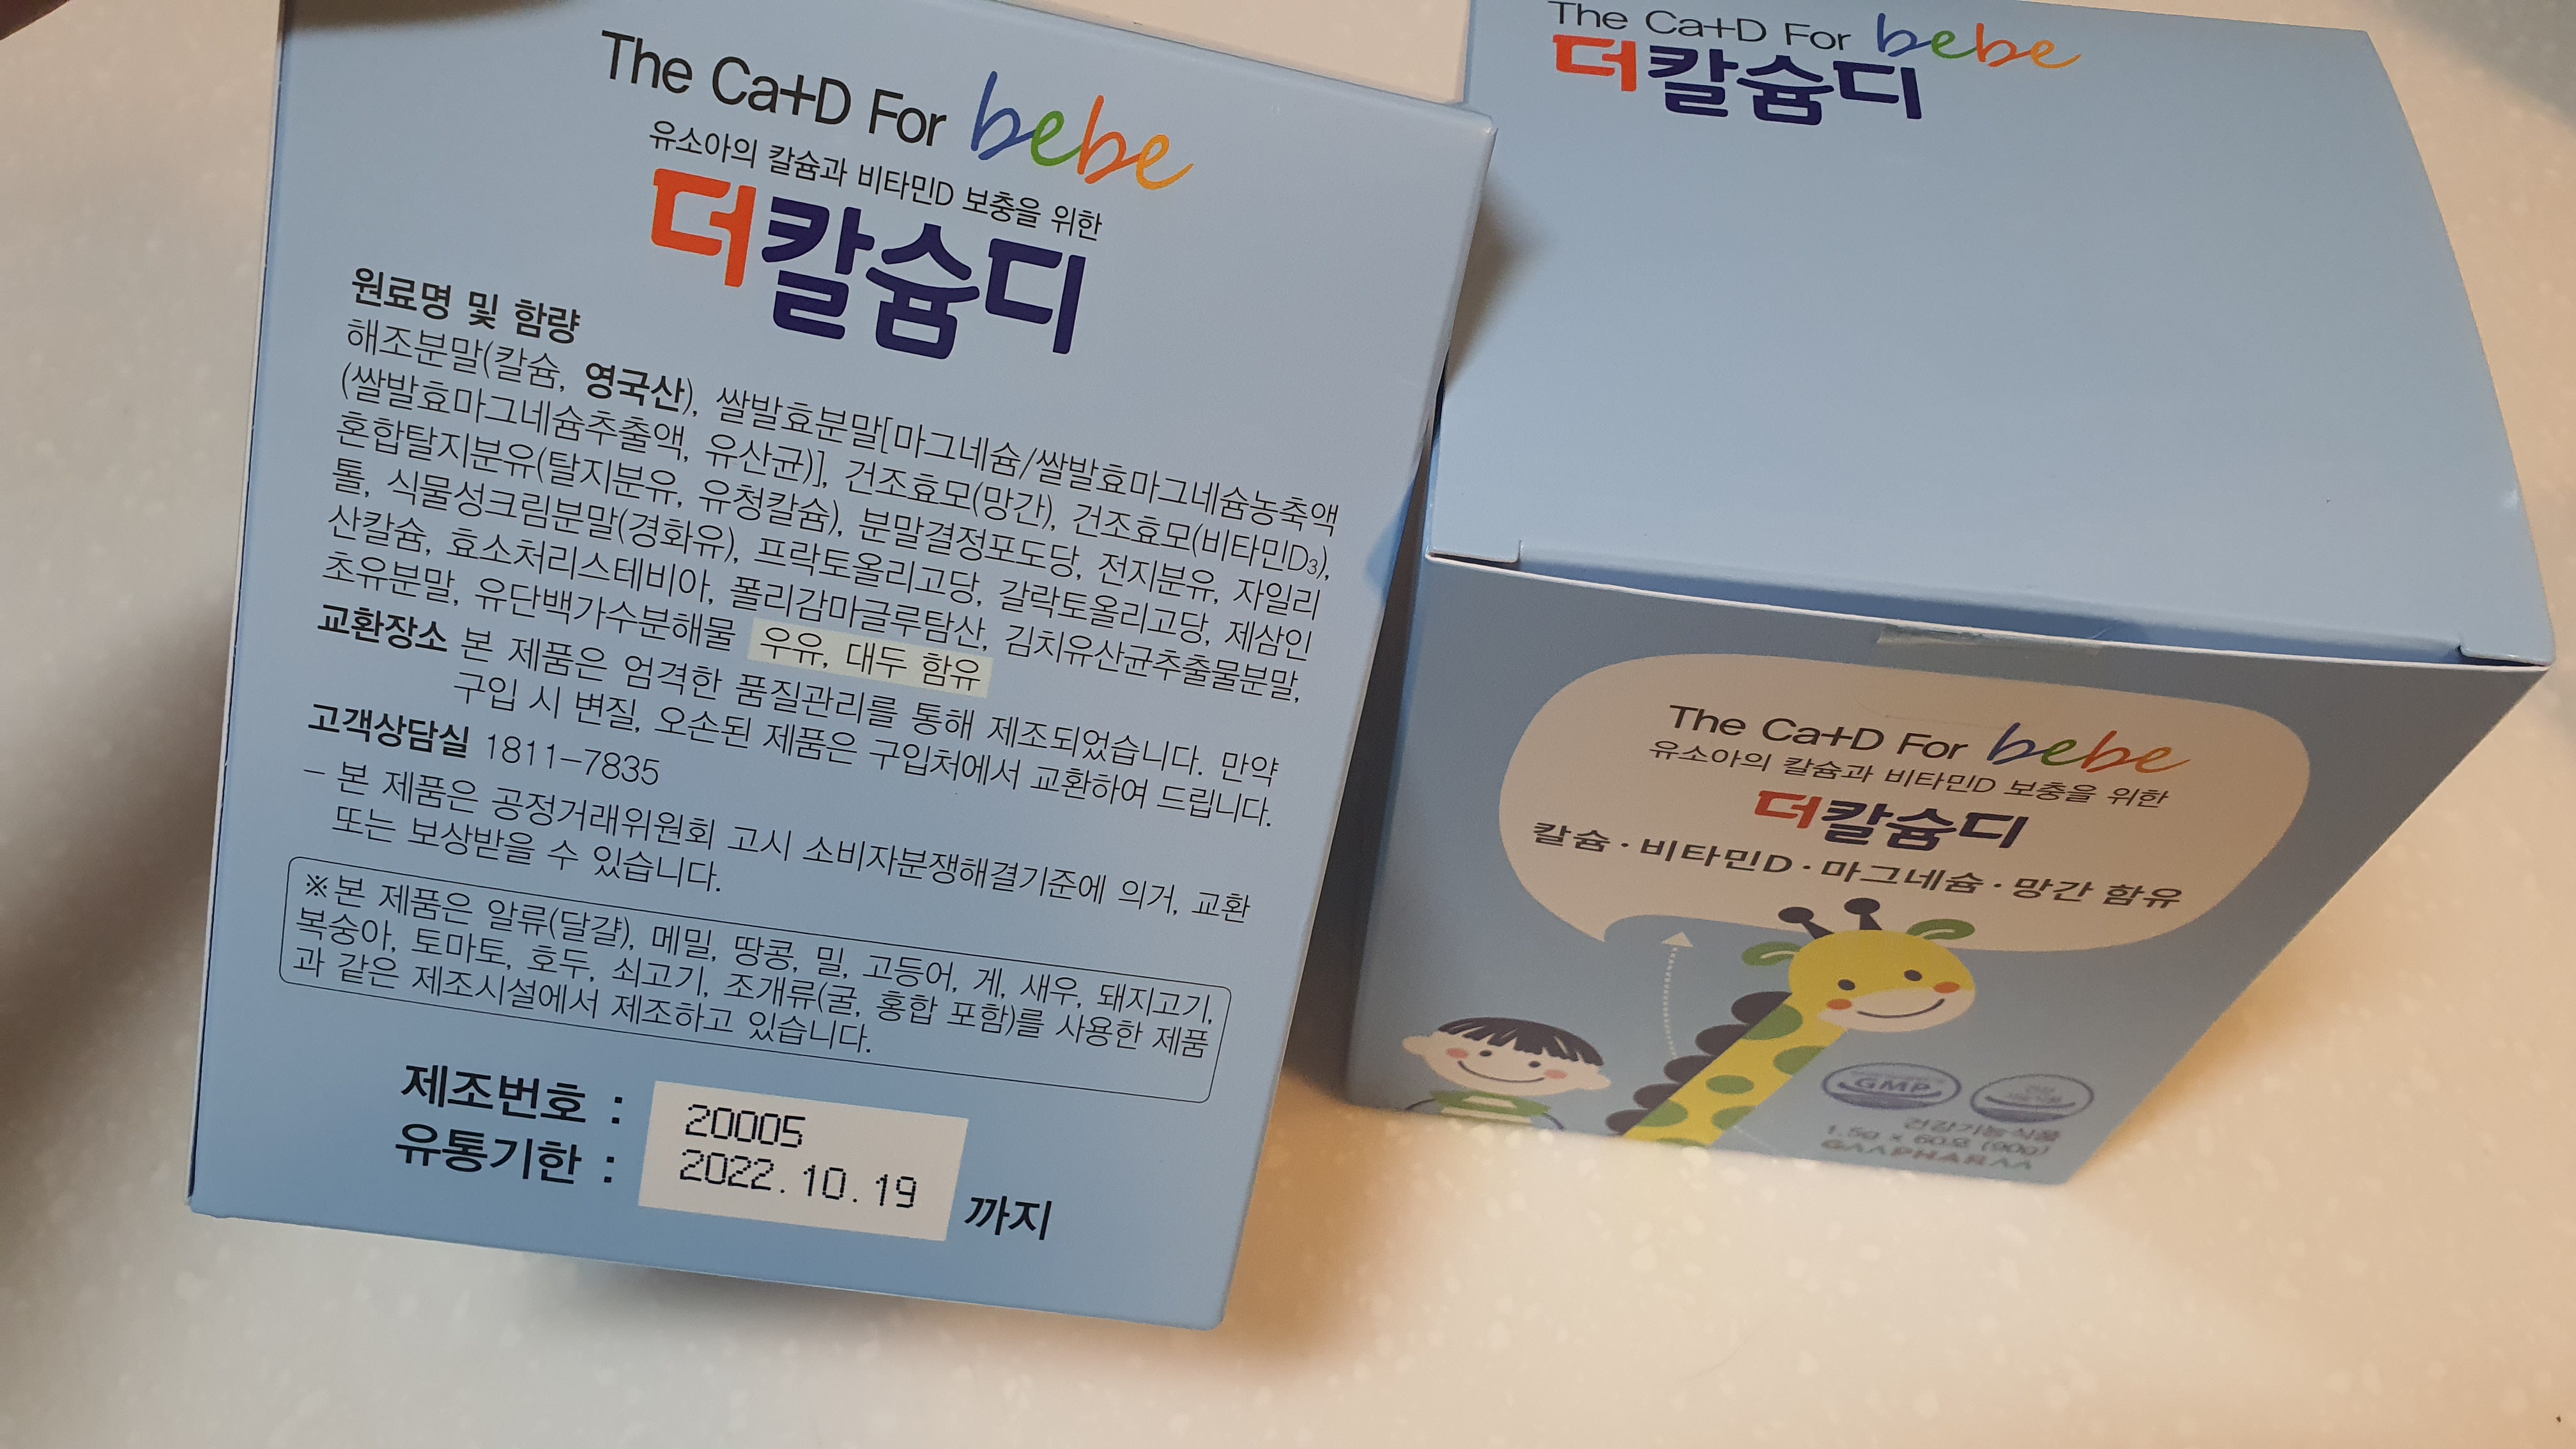 The Ca+D For bebe
유소아의 칼슘과 비타민D 보충을 위한
더칼슘디
원료명 및 함량
해조분말(칼슘, 영국산), 쌀발효분말[마그네슘/쌀발효마그네슘농축액
(쌀발효마그네슘추출액, 유산균)], 건조효모(망간), 건조효모(비타민D₃),
혼합탈지분유(탈지분유, 유청칼슘), 분말결정포도당, 전지분유, 자일리
톨, 식물성크림분말(경화유), 프락토올리고당, 갈락토올리고당, 제삼인
산칼슘, 효소처리스테비아, 폴리감마글루탐산, 김치유산균추출물분말,
초유분말, 유단백가수분해물 우유, 대두 함유
교환장소 본 제품은 엄격한 품질관리를 통해 제조되었습니다. 만약
구입 시 변질, 오손된 제품은 구입처에서 교환하여 드립니다.
고객상담실 1811-7835
- 본 제품은 공정거래위원회 고시 소비자분쟁해결기준에 의거, 교환
또는 보상받을 수 있습니다.
※본 제품은 알류(달걀), 메밀, 땅콩, 밀, 고등어, 게, 새우, 돼지고기,
복숭아, 토마토, 호두, 쇠고기, 조개류(굴, 홍합 포함)를 사용한 제품
과 같은 제조시설에서 제조하고 있습니다.
제조번호 : 20005
유통기한 : 2022.10.19 까지
The Ca+D For bebe
더칼슘디
The Ca+D For bebe
유소아의 칼슘과 비타민D 보충을 위한
더칼슘디
칼슘·비타민D·마그네슘·망간 함유
GMP
건강기능식품
1.5g x 60포 (90g)